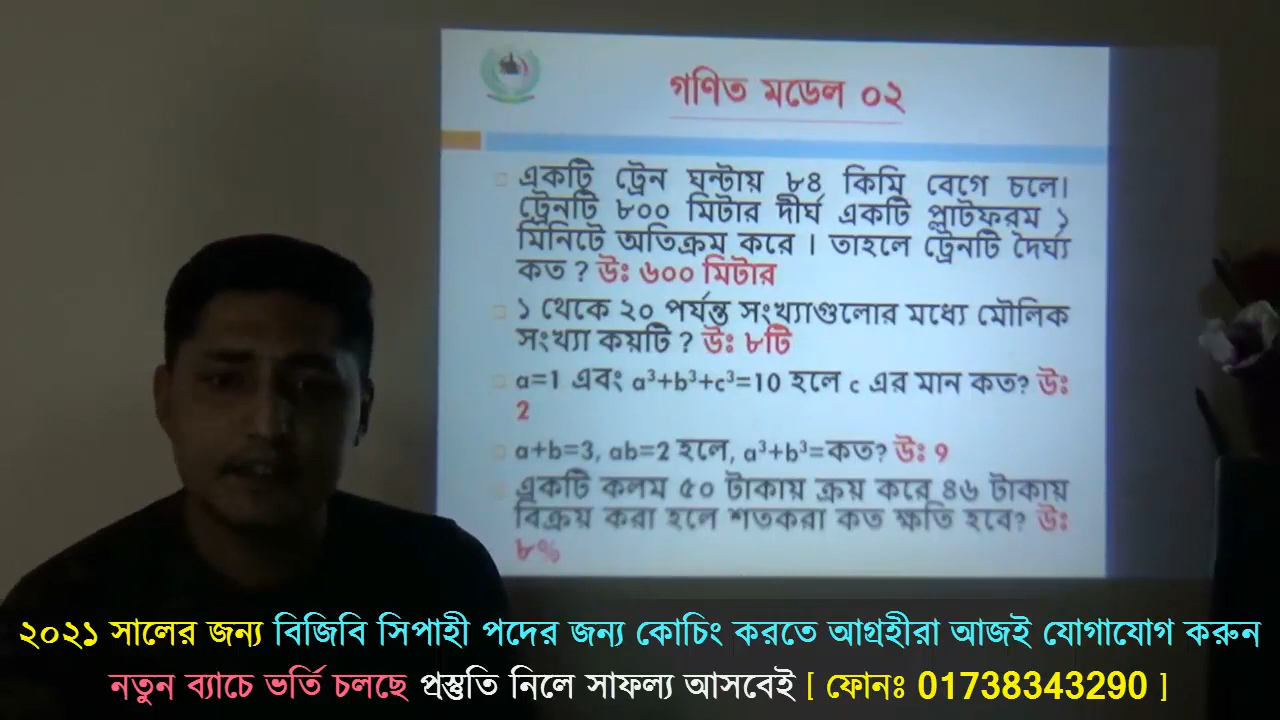 গণিত মডেল ০২
একটি ট্রেন ঘন্টায় ৮৪ কিমি বেগে চলে।
ট্রেনটি ৮০০ মিটার দীর্ঘ একটি প্লাটফরম ১
মিনিটে অতিক্রম করে । তাহলে ট্রেনটি দৈর্ঘ্য
কত ? উঃ ৬০০ মিটার
১ থেকে ২০ পর্যন্ত সংখ্যাগুলোর মধ্যে মৌলিক
সংখ্যা কয়টি ? উঃ ৮টি
a=1 এবং a³+b³+c³=10 হলে c এর মান কত? উঃ
2
a+b=3, ab=2 হলে, a³+b³=কত? উঃ 9
একটি কলম ৫০ টাকায় ক্রয় করে ৪৬ টাকায়
বিক্রয় করা হলে শতকরা কত ক্ষতি হবে? উঃ
৮%
২০২১ সালের জন্য বিজিবি সিপাহী পদের জন্য কোচিং করতে আগ্রহীরা আজই যোগাযোগ করুন
নতুন ব্যাচে ভর্তি চলছে প্রস্তুতি নিলে সাফল্য আসবেই [ ফোনঃ 01738343290 ]